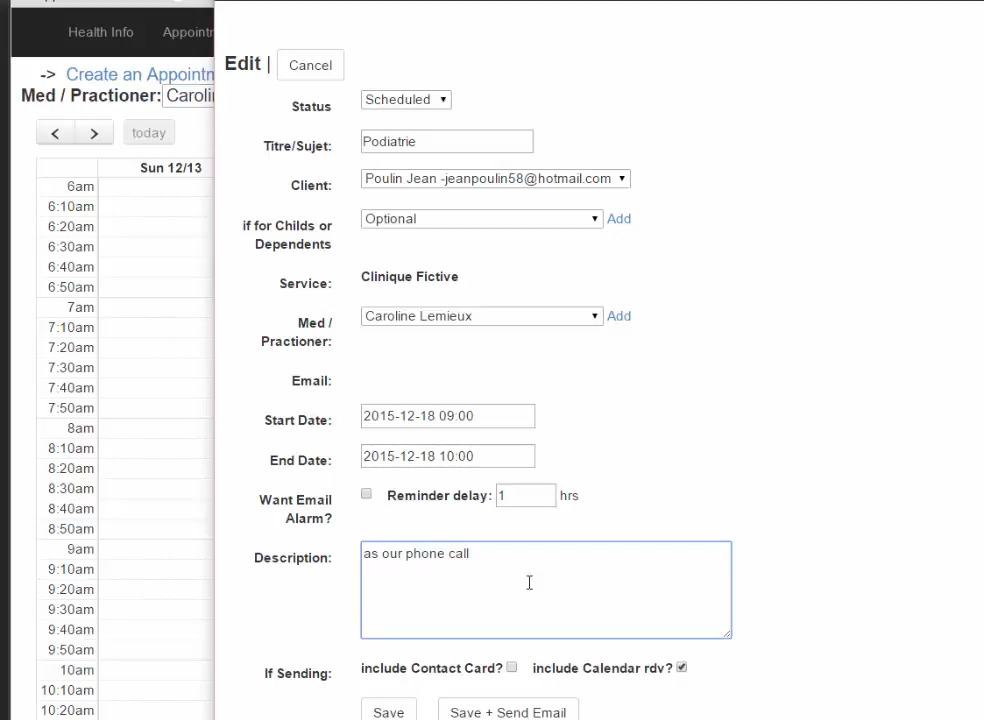 Health Info Appointm
-> Create an Appointm
Med / Practioner: Carolin
today
Sun 12/13
6am
6:10am
6:20am
6:30am
6:40am
6:50am
7am
7:10am
7:20am
7:30am
7:40am
7:50am
8am
8:10am
8:20am
8:30am
8:40am
8:50am
9am
9:10am
9:20am
9:30am
9:40am
9:50am
10am
10:10am
10:20am
Edit | Cancel
Status Scheduled
Titre/Sujet: Podiatrie
Client: Poulin Jean -jeanpoulin58@hotmail.com
if for Childs or
Dependents
Optional Add
Service: Clinique Fictive
Med /
Practioner:
Caroline Lemieux Add
Email:
Start Date: 2015-12-18 09:00
End Date: 2015-12-18 10:00
Want Email
Alarm?
Reminder delay: 1 hrs
Description: as our phone call
If Sending: include Contact Card? include Calendar rdv?
Save Save + Send Email